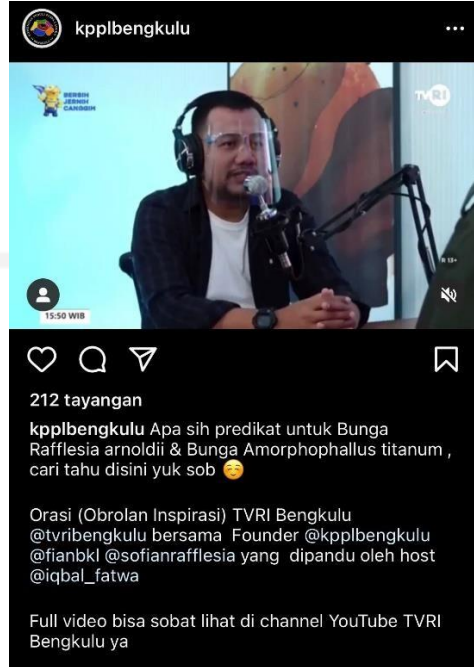 kpplbengkulu
BERSIH
JERNIH
CANGGIH
TVRI
R 13+
15:50 WIB
212 tayangan
kpplbengkulu Apa sih predikat untuk Bunga
Rafflesia arnoldii & Bunga Amorphophallus titanum ,
cari tahu disini yuk sob ☺️
Orasi (Obrolan Inspirasi) TVRI Bengkulu
@tvribengkulu bersama Founder @kpplbengkulu
@fianbkl @sofianrafflesia yang dipandu oleh host
@iqbal_fatwa
Full video bisa sobat lihat di channel YouTube TVRI
Bengkulu ya